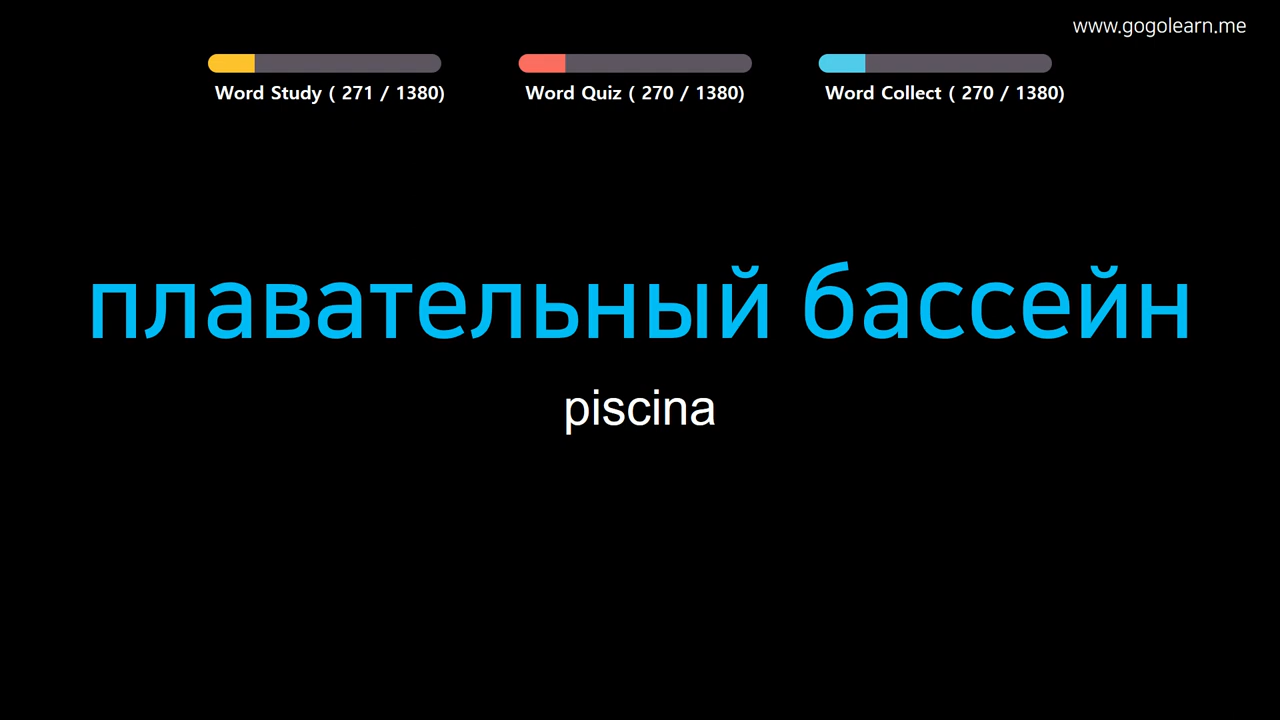 www.gogolearn.me
Word Study ( 271 / 1380)
Word Quiz ( 270 / 1380)
Word Collect ( 270 / 1380)
плавательный бассейн
piscina